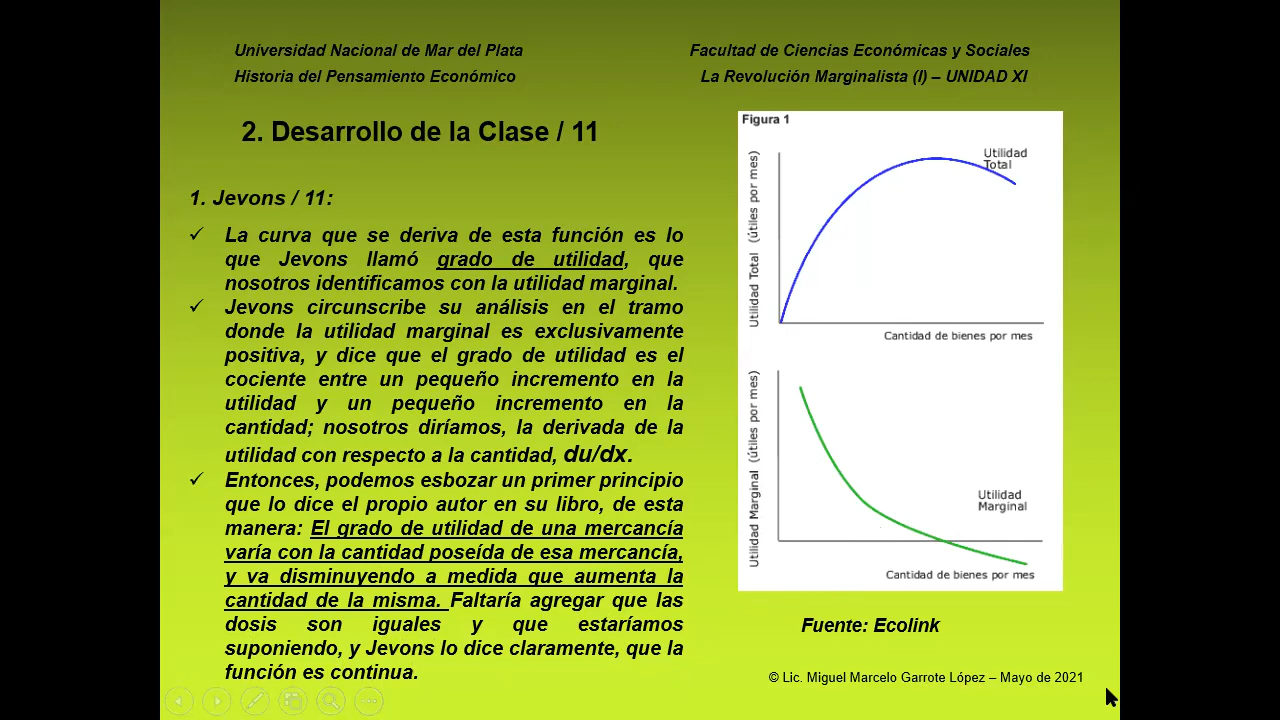 Universidad Nacional de Mar del Plata
Facultad de Ciencias Económicas y Sociales
Historia del Pensamiento Económico
La Revolución Marginalista (I) – UNIDAD XI
2. Desarrollo de la Clase / 11
1. Jevons / 11:
✓ La curva que se deriva de esta función es lo
que Jevons llamó grado de utilidad, que
nosotros identificamos con la utilidad marginal.
✓ Jevons circunscribe su análisis en el tramo
donde la utilidad marginal es exclusivamente
positiva, y dice que el grado de utilidad es el
cociente entre un pequeño incremento en la
utilidad y un pequeño incremento en la
cantidad; nosotros diríamos, la derivada de la
utilidad con respecto a la cantidad, du/dx.
✓ Entonces, podemos esbozar un primer principio
que lo dice el propio autor en su libro, de esta
manera: El grado de utilidad de una mercancía
varía con la cantidad poseída de esa mercancía,
y va disminuyendo a medida que aumenta la
cantidad de la misma. Faltaría agregar que las
dosis son iguales y que estaríamos
suponiendo, y Jevons lo dice claramente, que la
función es continua.
Figura 1
Utilidad Total (útiles por mes)
Utilidad
Total
Cantidad de bienes por mes
Utilidad Marginal (útiles por mes)
Utilidad
Marginal
Cantidad de bienes por mes
Fuente: Ecolink
© Lic. Miguel Marcelo Garrote López – Mayo de 2021